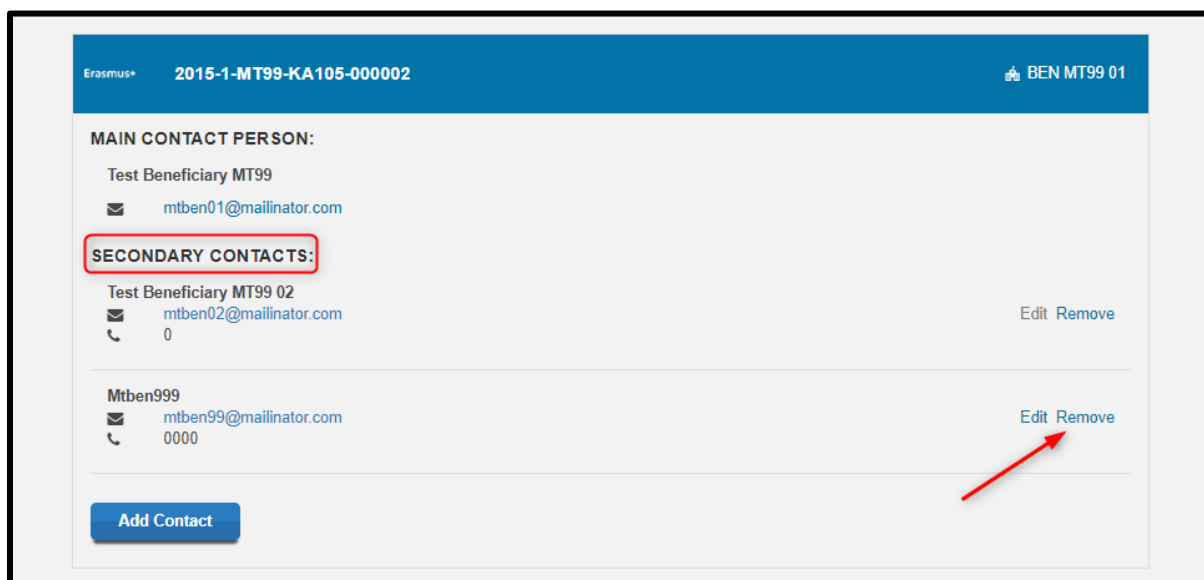 Erasmus+ 2015-1-MT99-KA105-000002 BEN MT99 01
MAIN CONTACT PERSON:
Test Beneficiary MT99
mtben01@mailinator.com
SECONDARY CONTACTS:
Test Beneficiary MT99 02
mtben02@mailinator.com Edit Remove
0
Mtben999
mtben99@mailinator.com Edit Remove
0000
Add Contact